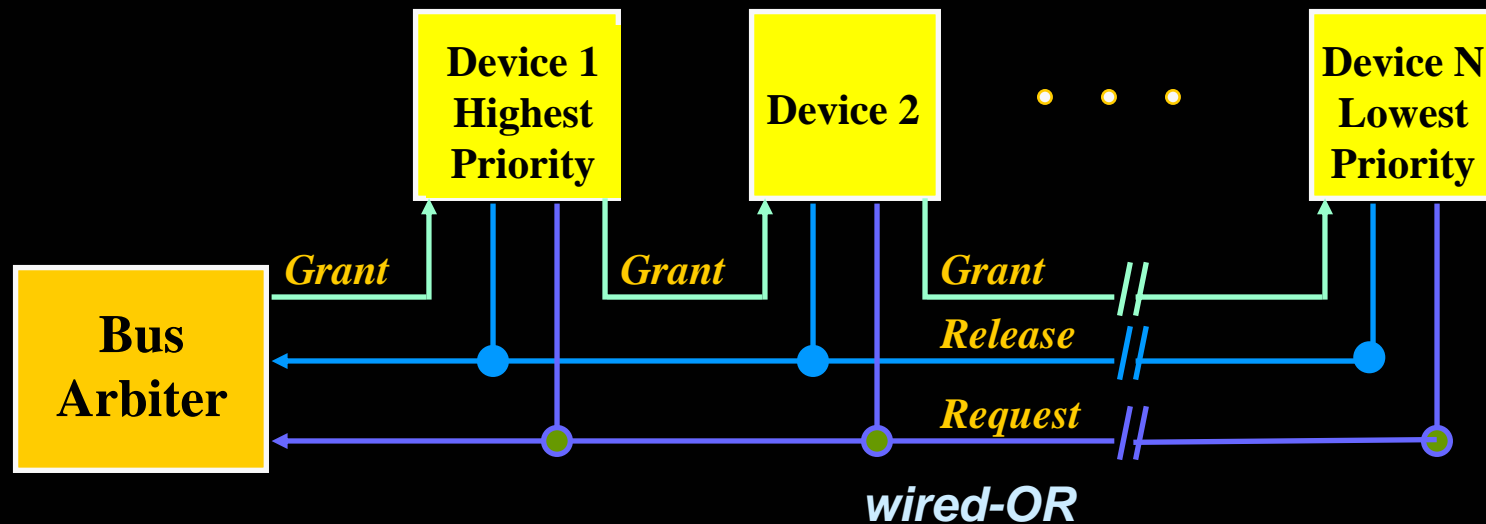 Device 1
Highest
Priority
Device 2
Device N
Lowest
Priority
Grant
Grant
Grant
Bus
Arbiter
Release
Request
wired-OR